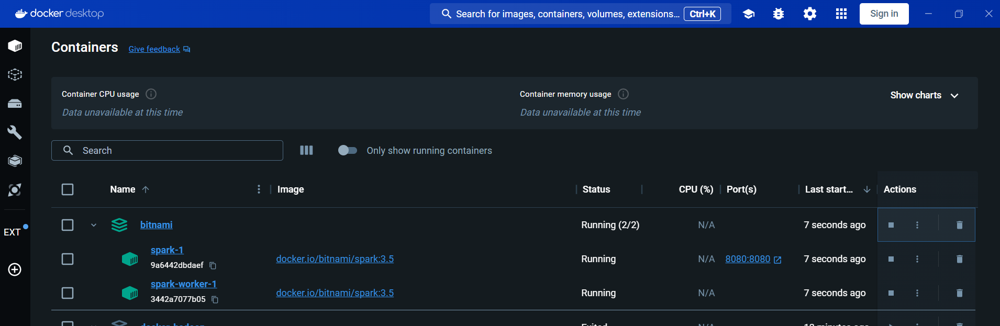 docker desktop
Search for images, containers, volumes, extensions... Ctrl+K
Sign in
Containers Give feedback
Container CPU usage
Data unavailable at this time
Container memory usage
Data unavailable at this time
Show charts
Search
Only show running containers
Name Image Status CPU (%) Port(s) Last start... Actions
bitnami Running (2/2) N/A 7 seconds ago
spark-1
9a6442dbdaef
docker.io/bitnami/spark:3.5 Running N/A 8080:8080 7 seconds ago
spark-worker-1
3442a7077b05
docker.io/bitnami/spark:3.5 Running N/A 7 seconds ago
docker-hadoop Exited N/A
EXT